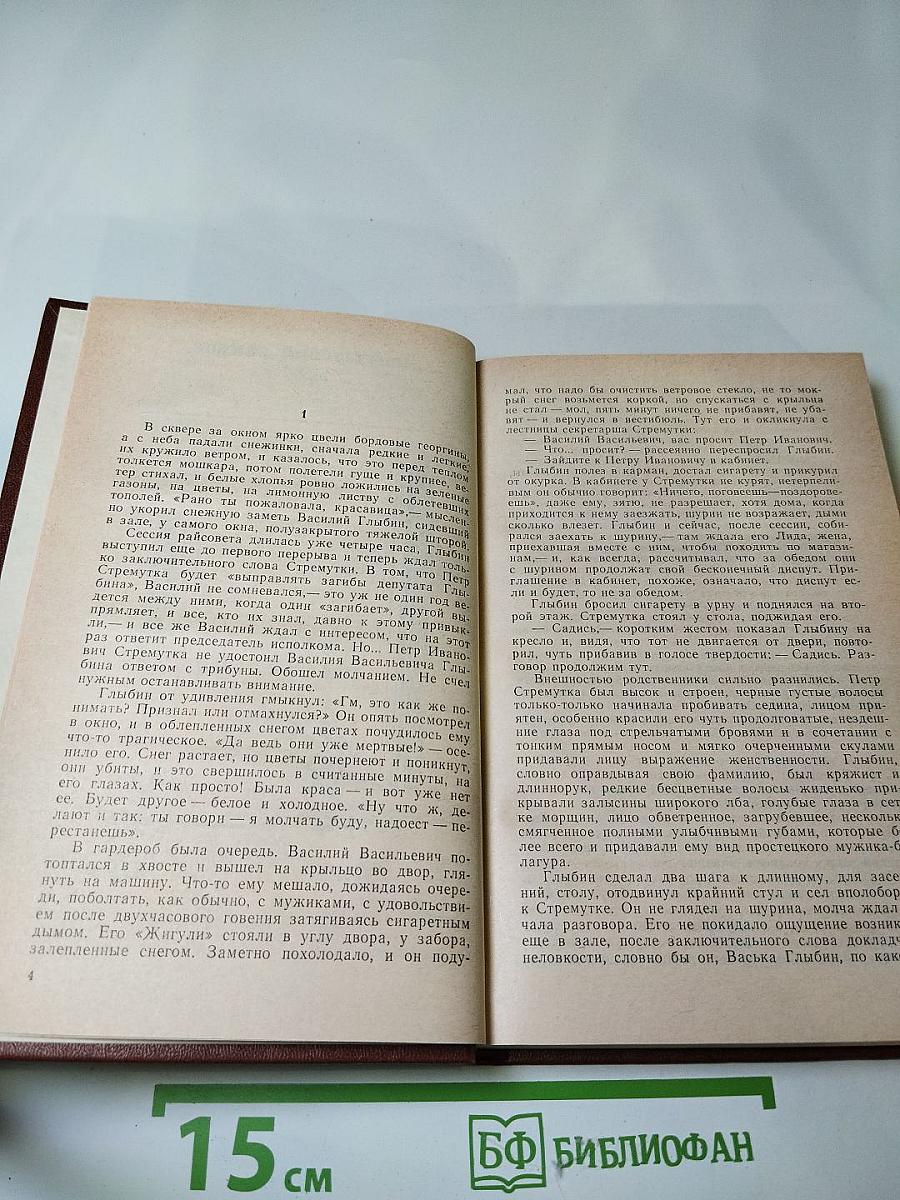 1
В сквере за окном ярко цвели бордовые георгины,
а с неба падали снежинки, сначала редкие и легкие,
их кружило ветром, и казалось, что это перед теплом
толкется мошкара, потом полетели гуще и крупнее, ве-
тер стихал, и белые хлопья ровно ложились на зеленые
газоны, на цветы, на лимонную листву с облетевших
тополей. «Рано ты пожаловала, красавица»,— мыслен-
но укорил снежную заметь Василий Глыбин, сидевший
в зале, у самого окна, полузакрытого тяжелой шторой.
Сессия райсовета длилась уже четыре часа, Глыбин
выступил еще до первого перерыва и теперь ждал толь-
ко заключительного слова Стремутки. В том, что Петр
Стремутка будет «выправлять загибы депутата Глы-
бина», Василий не сомневался,— это уж не один год ве-
дется между ними, когда один «загибает», другой вы-
прямляет, и все, кто их знал, давно к этому привык-
ли,— и все же Василий ждал с интересом, что на этот
раз ответит председатель исполкома. Но... Петр Ивано-
вич Стремутка не удостоил Василия Васильевича Глы-
бина ответом с трибуны. Обошел молчанием. Не счел
нужным останавливать внимание.
Глыбин от удивления гмыкнул: «Гм, это как же по-
нимать? Признал или отмахнулся?» Он опять посмотрел
в окно, и в облепленных снегом цветах почудилось ему
что-то трагическое. «Да ведь они уже мертвые!» — осе-
нило его. Снег растает, но цветы почернеют и поникнут,
они убиты, и это свершилось в считанные минуты, на
его глазах. Как просто! Была краса — и вот уже нет
ее. Будет другое — белое и холодное. «Ну что ж, де-
лают и так: ты говори — я молчать буду, надоест — пе-
рестанешь».
В гардероб была очередь. Василий Васильевич по-
топтался в хвосте и вышел на крыльцо во двор, гля-
нуть на машину. Что-то ему мешало, дожидаясь очере-
ди, поболтать, как обычно, с мужиками, с удовольстви-
ем после двухчасового говения затягиваясь сигаретным
дымом. Его «Жигули» стояли в углу двора, у забора,
залепленные снегом. Заметно похолодало, и он поду-
4
мал, что надо бы очистить ветровое стекло, не то мок-
рый снег возьмется коркой, но спускаться с крыльца
не стал — мол, пять минут ничего не прибавят, не уба-
вят — и вернулся в вестибюль. Тут его и окликнула с
лестницы секретарша Стремутки:
— Василий Васильевич, вас просит Петр Иванович.
— Что... просит? — рассеянно переспросил Глыбин.
— Зайдите к Петру Ивановичу в кабинет.
Глыбин полез в карман, достал сигарету и прикурил
от окурка. В кабинете у Стремутки не курят, нетерпели-
вым он обычно говорит: «Ничего, поговеешь—поздорове-
ешь», даже ему, зятю, не разрешает, хотя дома, когда
приходится к нему заезжать, шурин не возражает, дыми
сколько влезет. Глыбин и сейчас, после сессии, соби-
рался заехать к шурину,— там ждала его Лида, жена,
приехавшая вместе с ним, чтобы походить по магази-
нам,— и, как всегда, рассчитывал, что за обедом они
с шурином продолжат свой бесконечный диспут. При-
глашение в кабинет, похоже, означало, что диспут ес-
ли и будет, то не за обедом.
Глыбин бросил сигарету в урну и поднялся на вто-
рой этаж. Стремутка стоял у стола, поджидая его.
— Садись,— коротким жестом показал Глыбину на
кресло и, видя, что тот не двигается от двери, повто-
рил, чуть прибавив в голосе твердости: — Садись. Раз-
говор продолжим тут.
Внешностью родственники сильно разнились. Петр
Стремутка был высок и строен, черные густые волосы
только-только начинала пробивать седина, лицом при-
ятен, особенно красили его чуть продолговатые, нездеш-
ние глаза под стрельчатыми бровями и в сочетании с
тонким прямым носом и мягко очерченными скулами
придавали лицу выражение женственности. Глыбин,
словно оправдывая свою фамилию, был кряжист и
длиннорук, редкие бесцветные волосы жиденько при-
крывали залысины широкого лба, голубые глаза в сет-
ке морщин, лицо обветренное, загрубевшее, нескольк
смягченное полными улыбчивыми губами, которые б
лее всего и придавали ему вид простецкого мужика-б
лагура.
Глыбин сделал два шага к длинному, для засе
ний, столу, отодвинул крайний стул и сел вполобор
к Стремутке. Он не глядел на шурина, молча ждал
чала разговора. Его не покидало ощущение возник
еще в зале, после заключительного слова докладч
неловкости, словно бы он, Васька Глыбин, по како
15 см
БФ БИБЛИОФАН